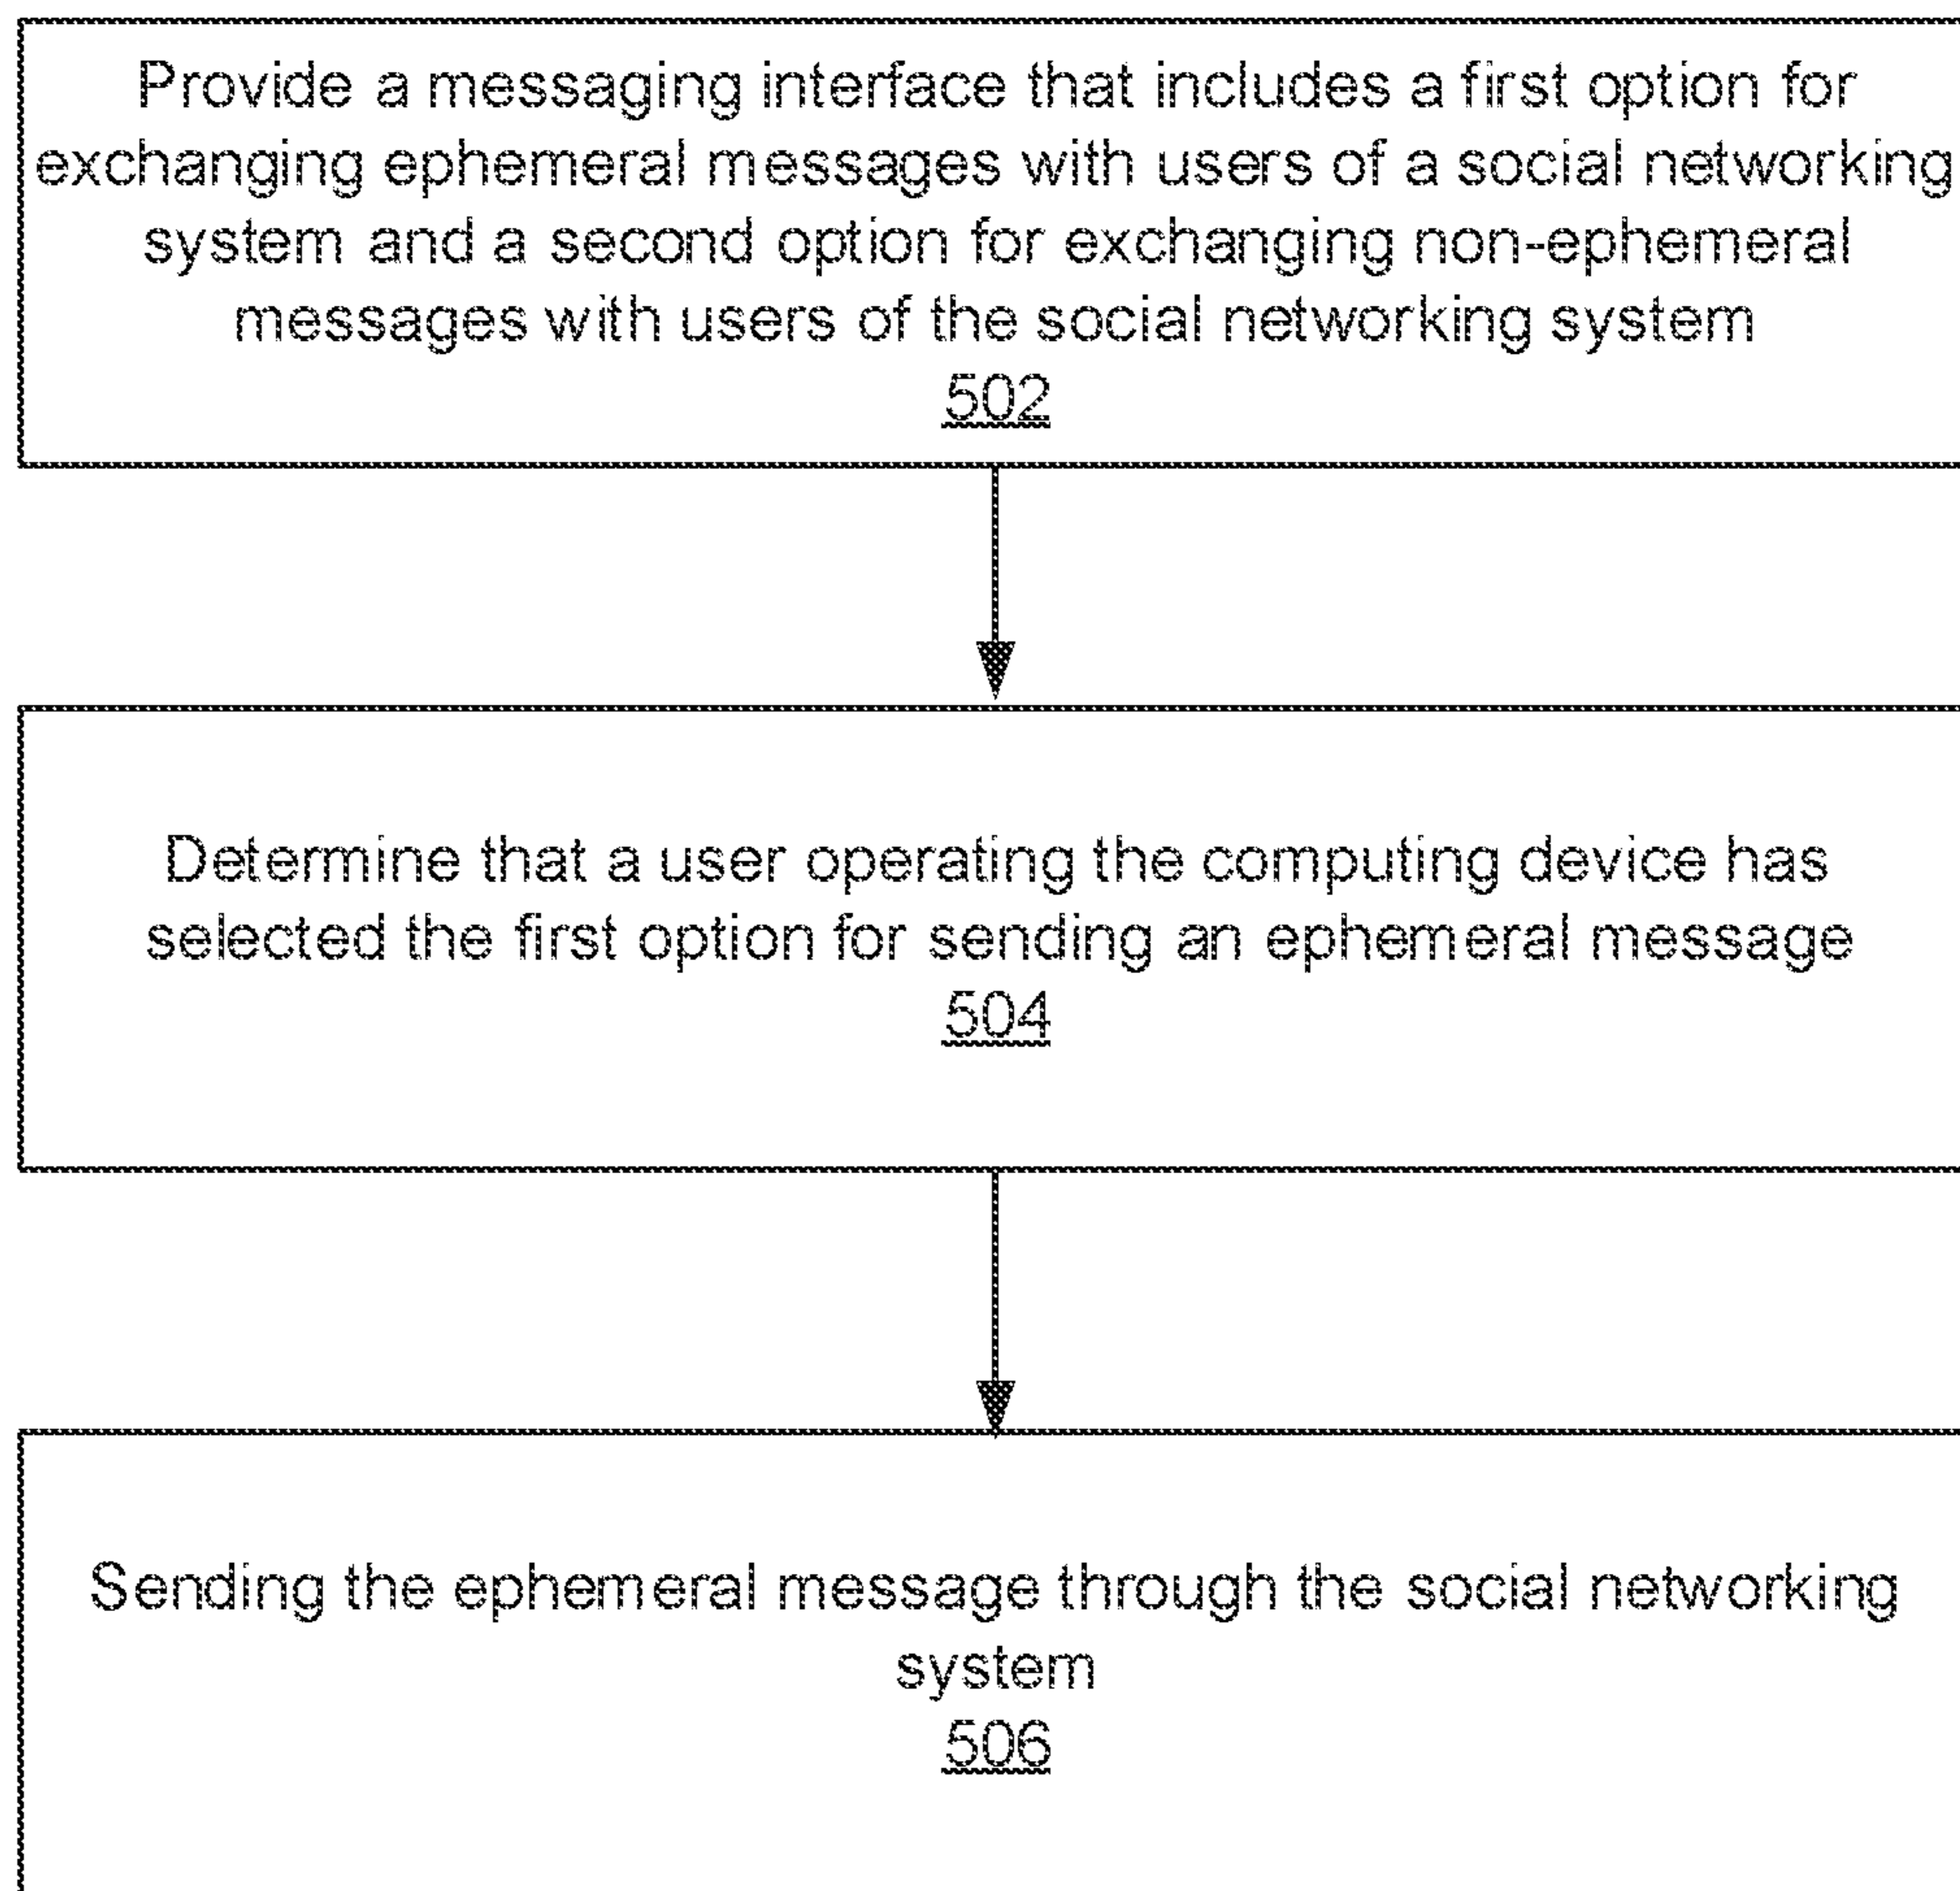 Provide a messaging interface that includes a first option for
exchanging ephemeral messages with users of a social networking
system and a second option for exchanging non-ephemeral
messages with users of the social networking system
502
Determine that a user operating the computing device has
selected the first option for sending an ephemeral message
504
Sending the ephemeral message through the social networking
system
506